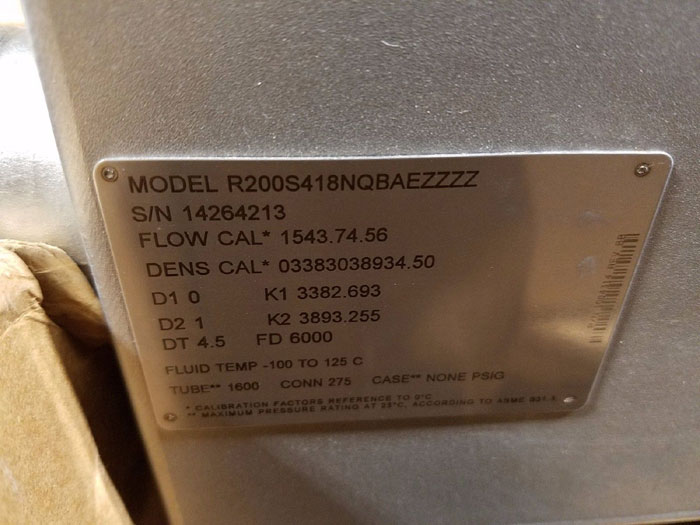 MODEL R200S418NQBAEZZZZ
S/N 14264213
FLOW CAL* 1543.74.56
DENS CAL* 03383038934.50
D1 0 K1 3382.693
D2 1 K2 3893.255
DT 4.5 FD 6000
FLUID TEMP -100 TO 125 C
TUBE** 1600 CONN 275 CASE** NONE PSIG
* CALIBRATION FACTORS REFERENCE TO 0°C
** MAXIMUM PRESSURE RATING AT 25°C, ACCORDING TO ASME B31.3